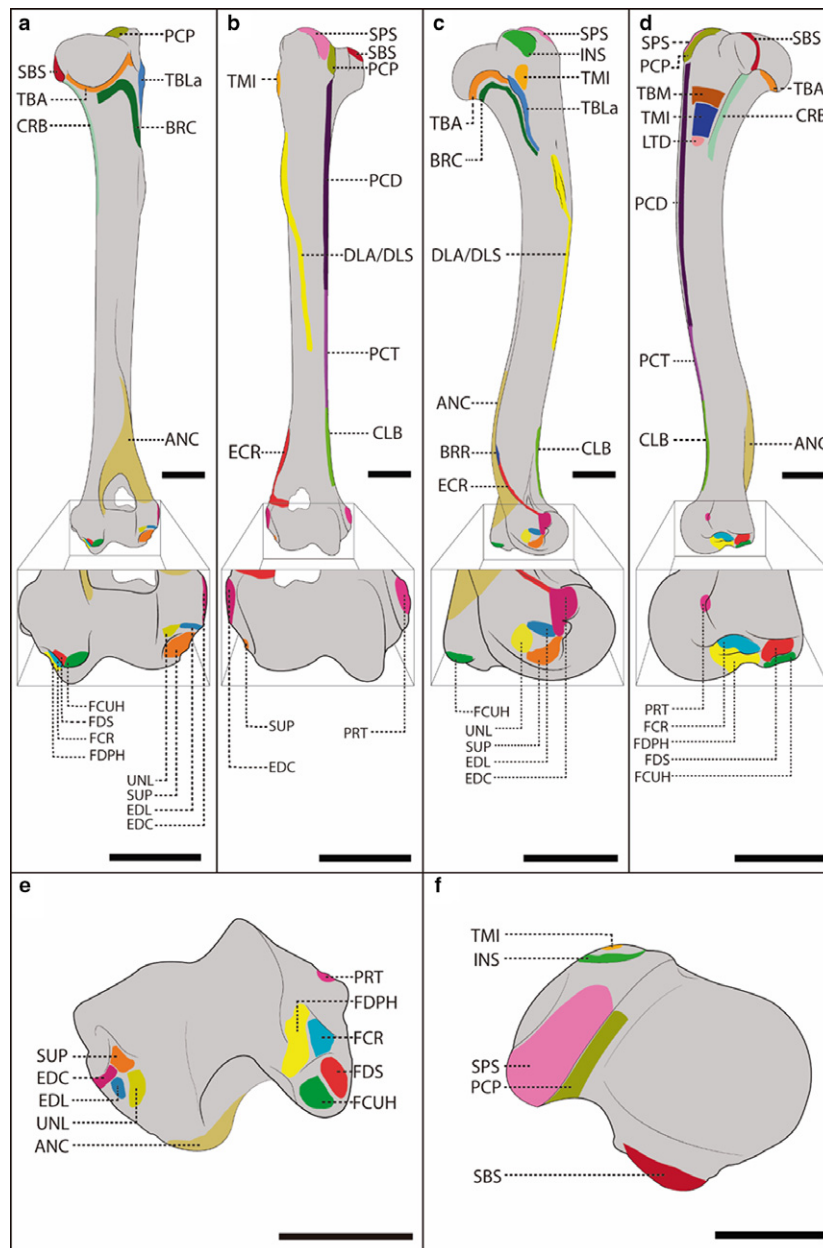 a
PCP
SBS
TBA
TBLa
CRB
BRC
ANC
FCUH
FDS
FCR
FDPH
UNL
SUP
EDL
EDC
b
SPS
SBS
PCP
TMI
PCD
DLA/DLS
PCT
CLB
ECR
SUP
PRT
EDC
c
SPS
INS
TMI
TBA
TBLa
BRC
DLA/DLS
ANC
BRR
CLB
ECR
FCUH
UNL
SUP
EDL
EDC
d
SPS
SBS
PCP
TBM
TBA
TMI
CRB
LTD
PCD
PCT
CLB
ANC
PRT
FCR
FDPH
FDS
FCUH
e
PRT
FDPH
FCR
SUP
EDC
FDS
EDL
FCUH
UNL
ANC
f
TMI
INS
SPS
PCP
SBS